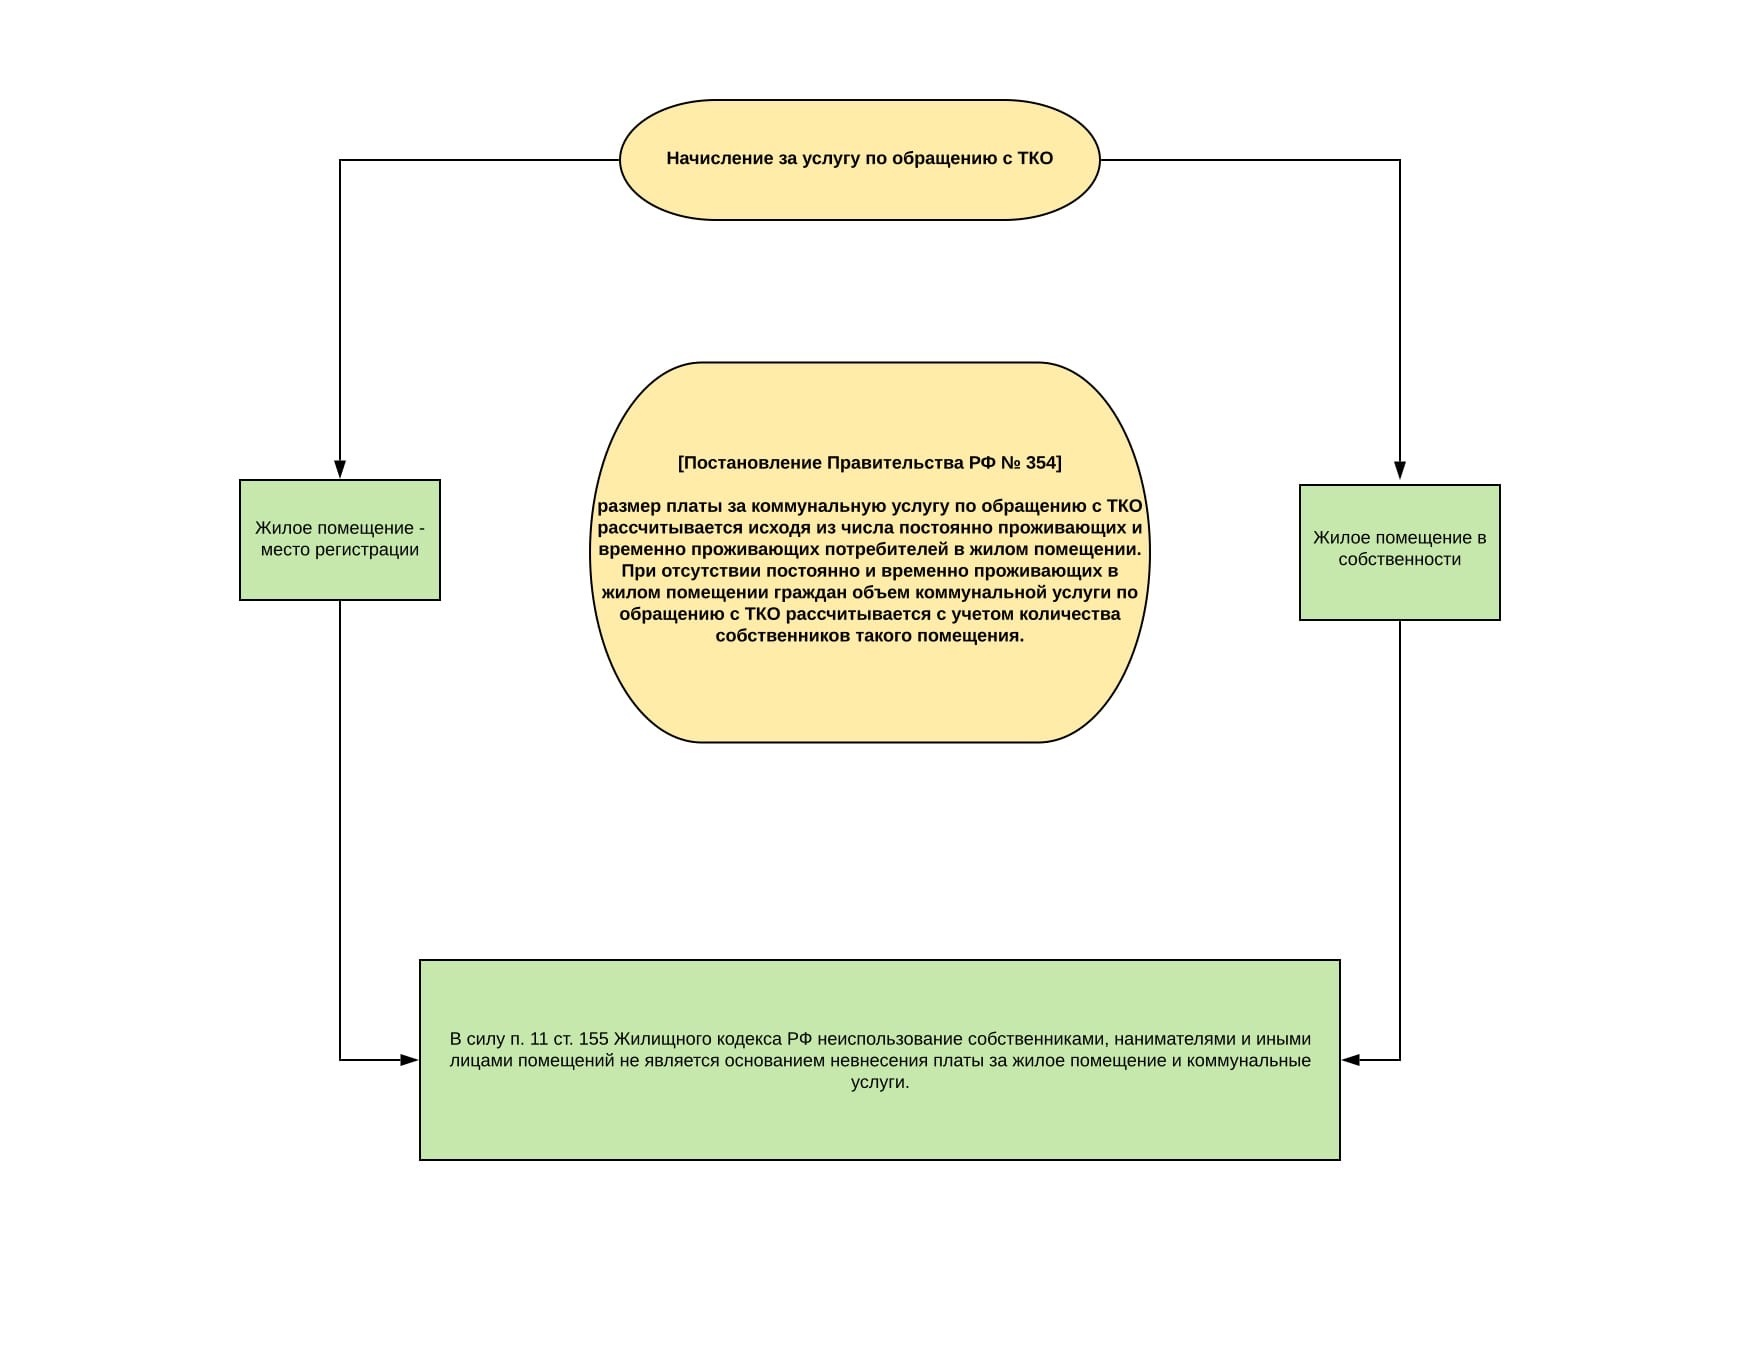 Начисление за услугу по обращению с ТКО
[Постановление Правительства РФ № 354]
размер платы за коммунальную услугу по обращению с ТКО
рассчитывается исходя из числа постоянно проживающих и
временно проживающих потребителей в жилом помещении.
При отсутствии постоянно и временно проживающих в
жилом помещении граждан объем коммунальной услуги по
обращению с ТКО рассчитывается с учетом количества
собственников такого помещения.
Жилое помещение -
место регистрации
Жилое помещение в
собственности
В силу п. 11 ст. 155 Жилищного кодекса РФ неиспользование собственниками, нанимателями и иными
лицами помещений не является основанием невнесения платы за жилое помещение и коммунальные
услуги.